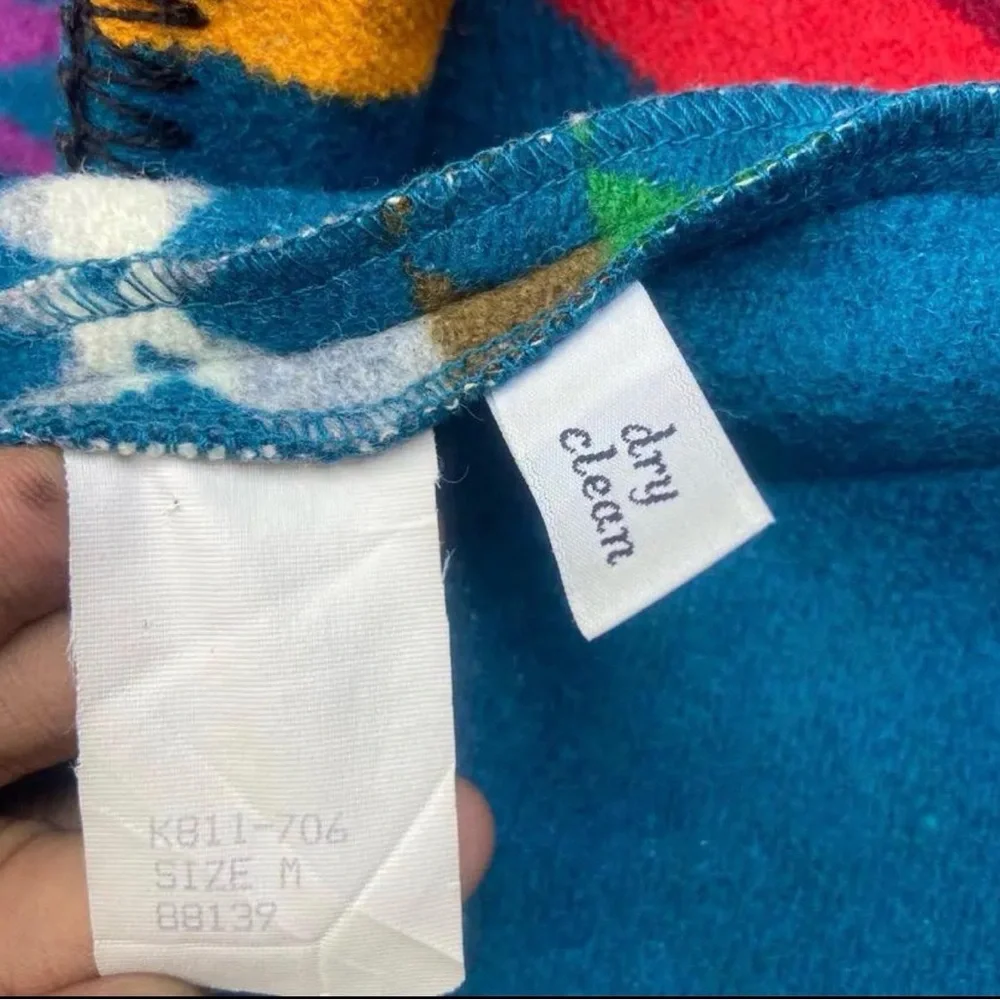 dry
clean
K811-706
SIZE M
88139